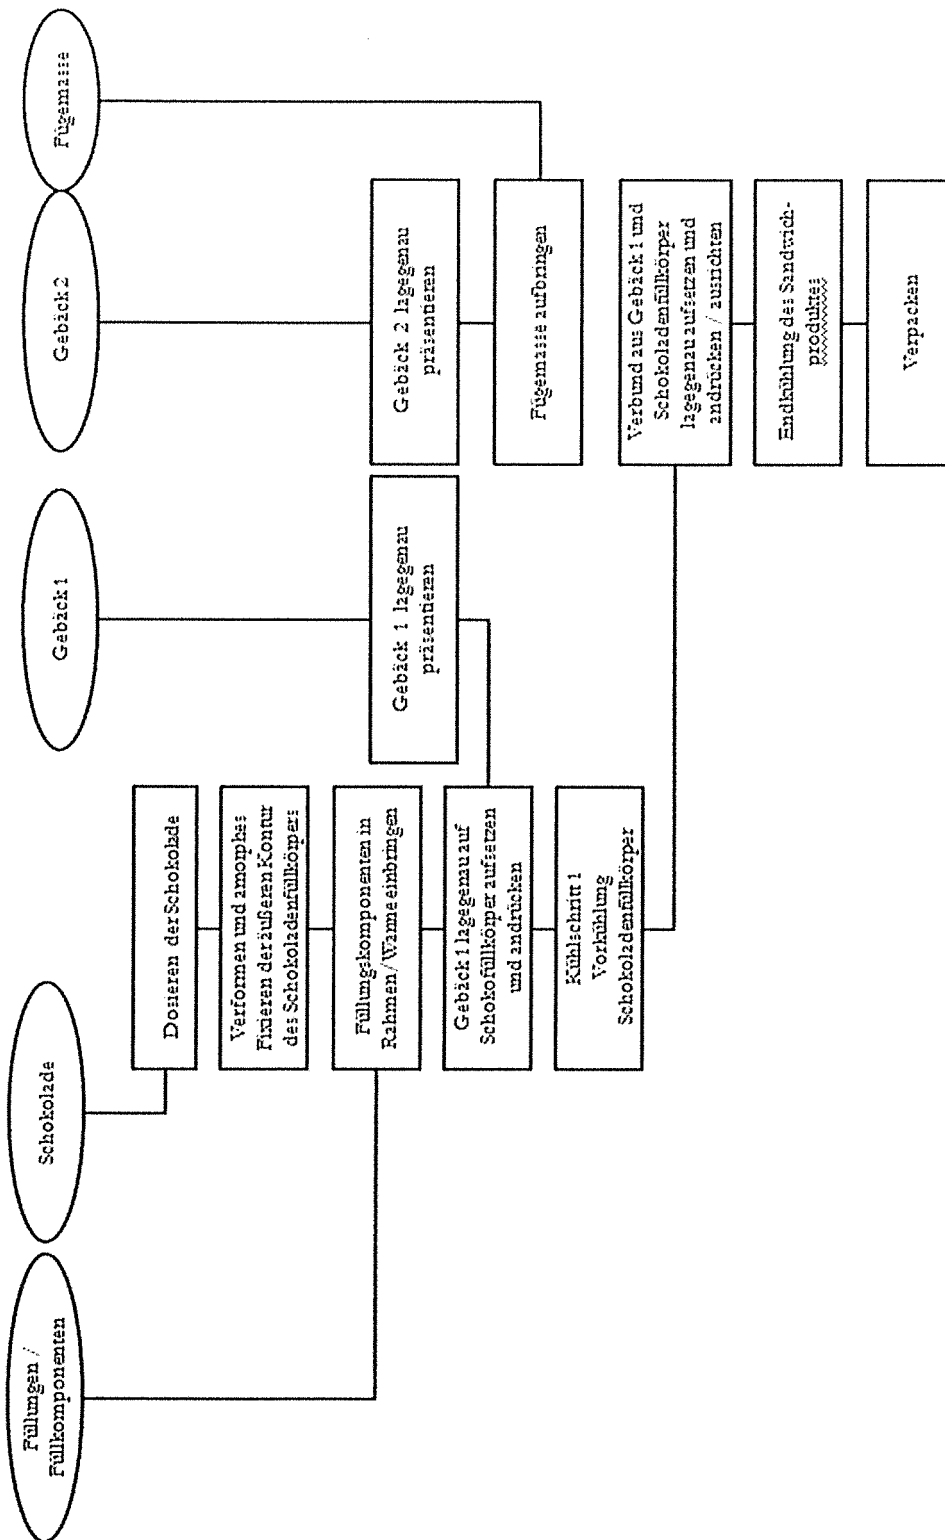 Füllungen /
Füllkomponenten
Schokolade
Gebäck 1
Gebäck 2
Fügemasse
Dosieren der Schokolade
Verformen und amorphes
Fixieren der äußeren Kontur
des Schokoladenfüllkörpers
Füllungskomponenten in
Rahmen/Wanne einbringen
Gebäck 1 lagegenau
präsentieren
Gebäck 2 lagegenau
präsentieren
Gebäck 1 lagegenau auf
Schokofüllkörper aufsetzen
und andrücken
Fügemasse aufbringen
Kühlschritt 1
Vorkühlung
Schokoladenfüllkörper
Verbund aus Gebäck 1 und
Schokoladenfüllkörper
lagegenau aufsetzen und
andrücken / ausrichten
Endkühlung des Sandwich-
produktes
Verpacken